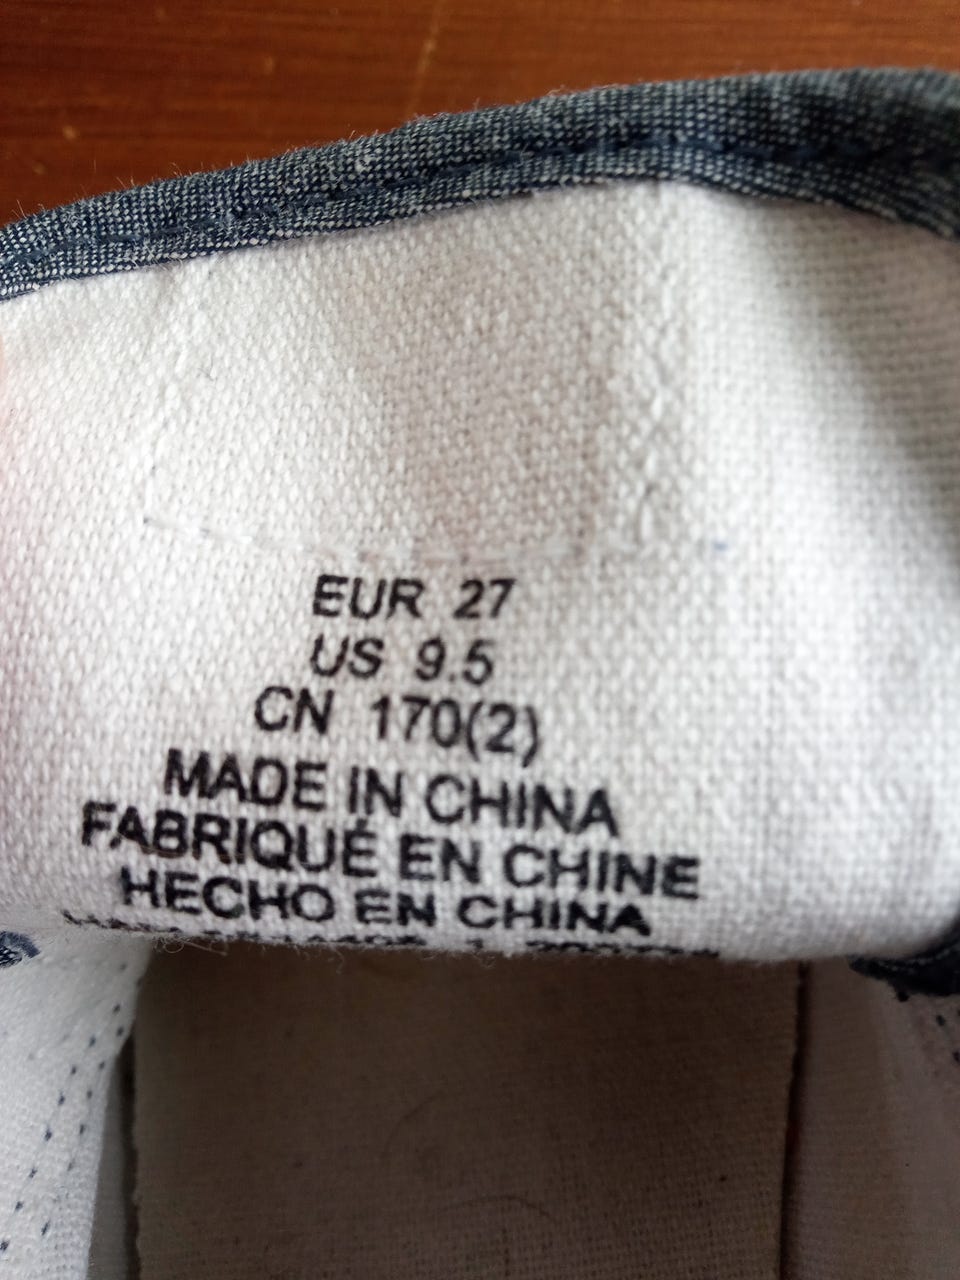 EUR 27
US 9.5
CN 170(2)
MADE IN CHINA
FABRIQUÉ EN CHINE
HECHO EN CHINA